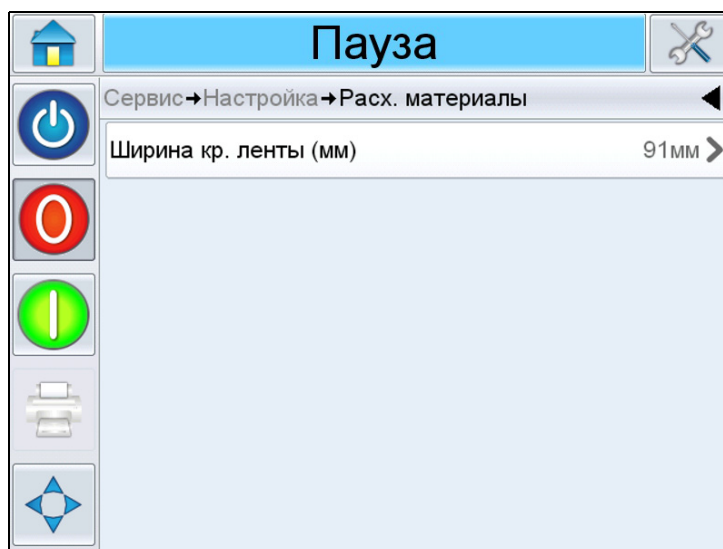 Пауза
Сервис→Настройка→Расх. материалы
Ширина кр. ленты (мм) 91мм